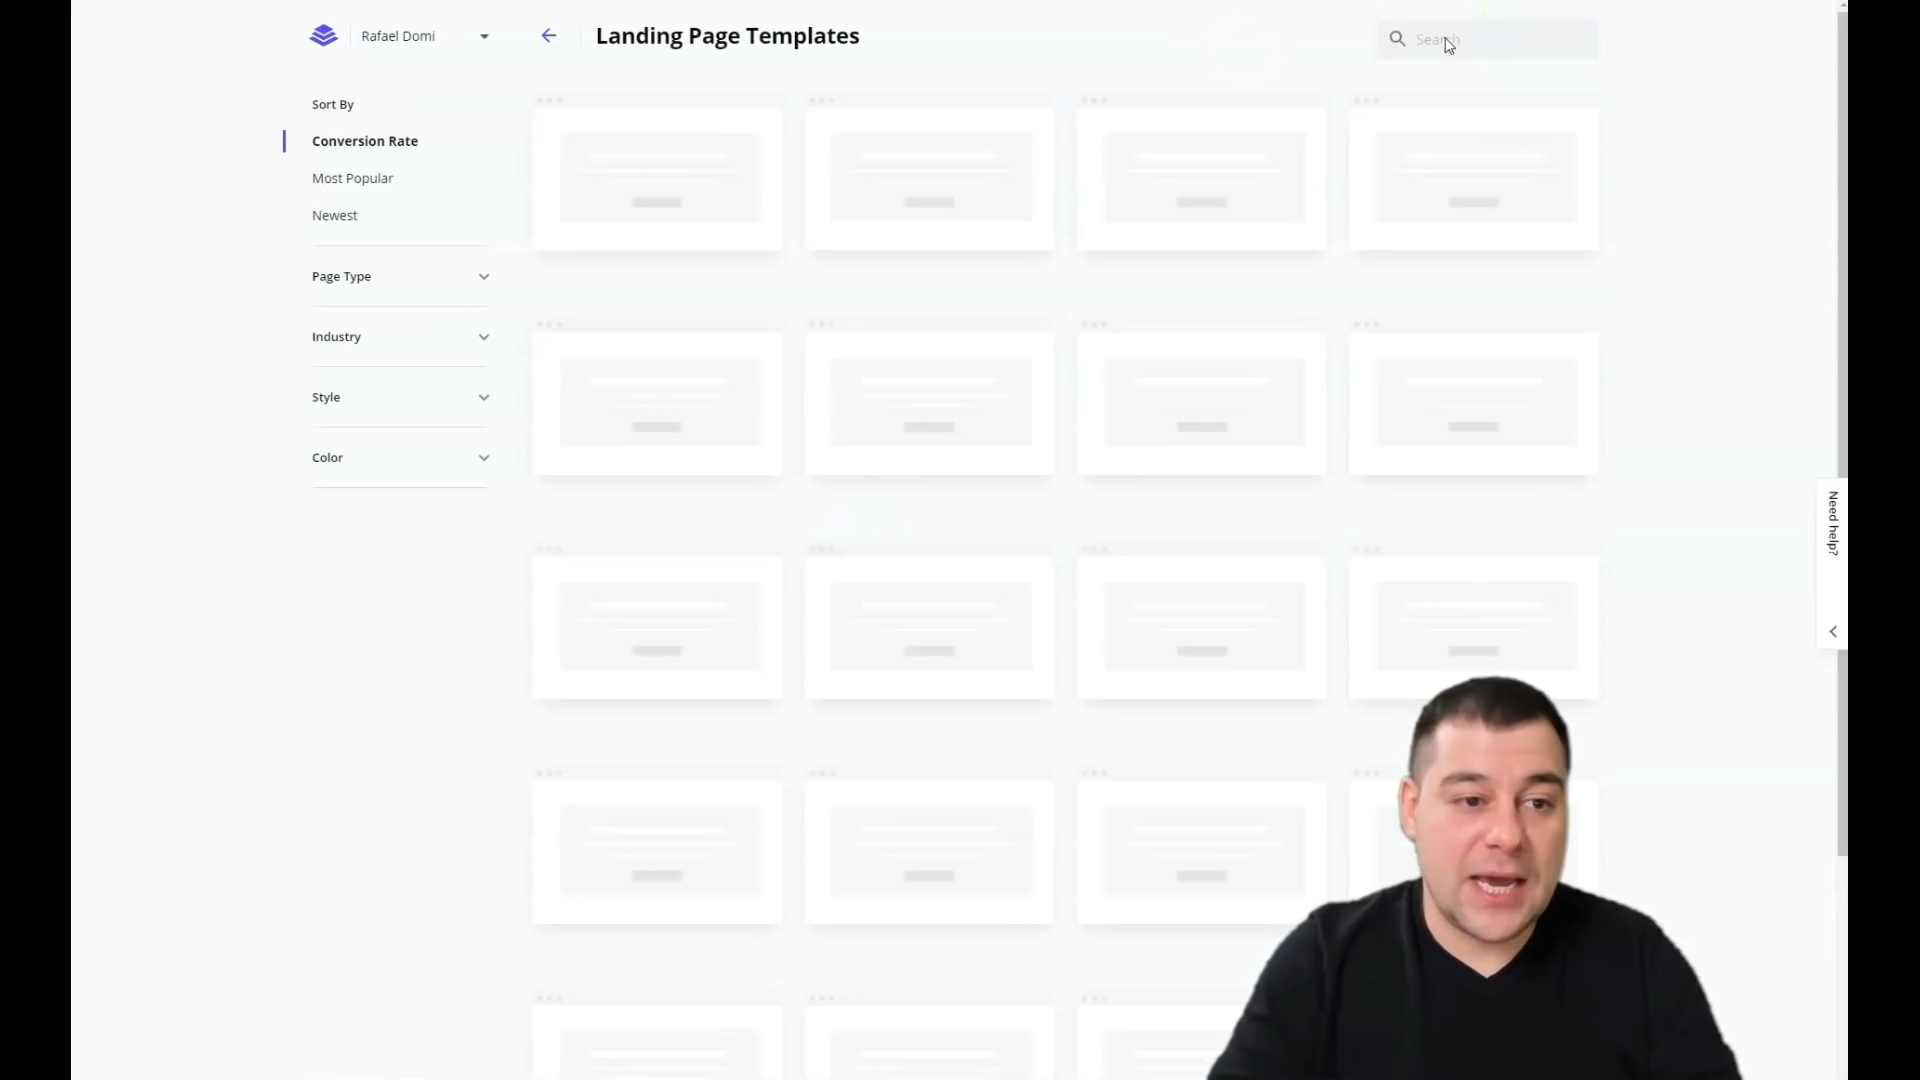 Rafael Domi
Landing Page Templates
Search
Sort By
Conversion Rate
Most Popular
Newest
Page Type
Industry
Style
Color
Need help?